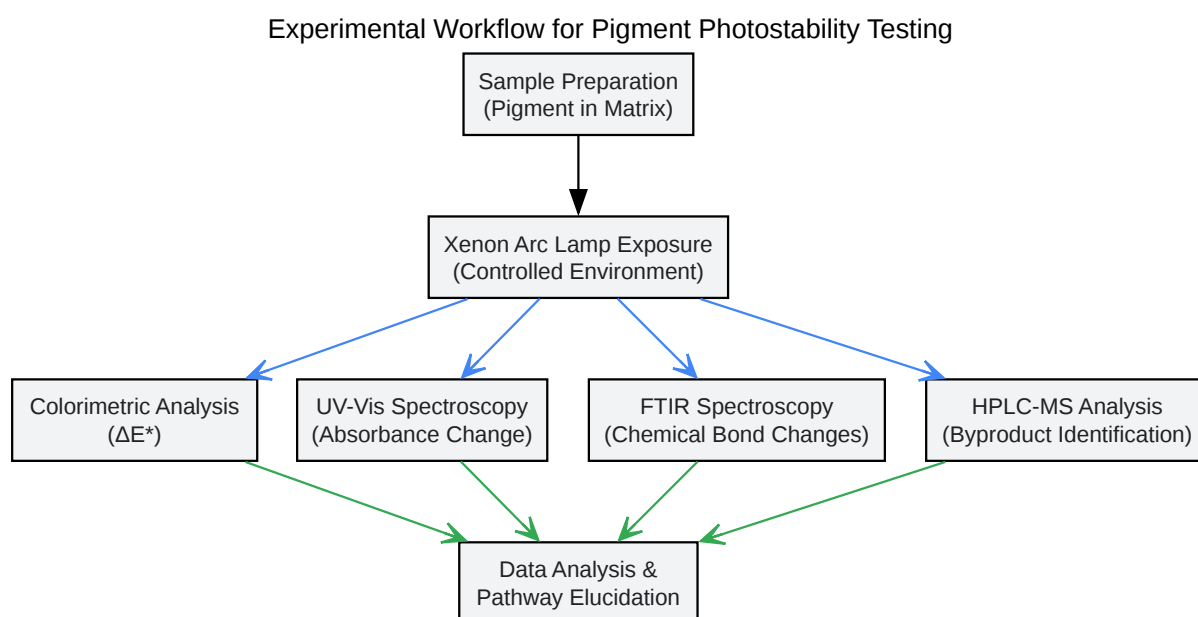 Experimental Workflow for Pigment Photostability Testing
Sample Preparation
(Pigment in Matrix)
Xenon Arc Lamp Exposure
(Controlled Environment)
Colorimetric Analysis
(ΔE*)
UV-Vis Spectroscopy
(Absorbance Change)
FTIR Spectroscopy
(Chemical Bond Changes)
HPLC-MS Analysis
(Byproduct Identification)
Data Analysis &
Pathway Elucidation